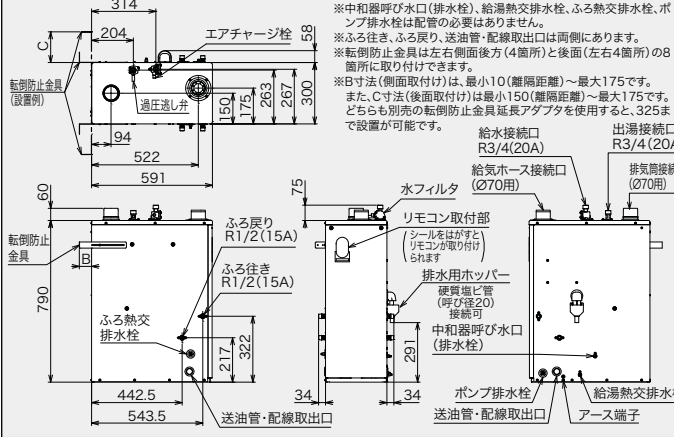 ※中和器呼び水口(排水栓)、給湯熱交排水栓、ふろ熱交排水栓、ポ
ンプ排水栓は配管の必要はありません。
※ふろ往き、ふろ戻り、送油管・配線取出口は両側にあります。
※転倒防止金具は左右側面後方(4箇所)と後面(左右4箇所)の8
箇所に取り付けできます。
※B寸法(側面取付け)は、最小10(離隔距離)～最大175です。
また、C寸法(後面取付け)は最小150(離隔距離)～最大175です。
どちらも別売の転倒防止金具延長アダプタを使用すると、325ま
で設置が可能です。
314
204
エアチャージ栓
58
C
転倒防止金具
(設置例)
過圧逃し弁
150
175
263
267
300
94
522
591
60
転倒防止
金具
B
790
ふろ戻り
R1/2(15A)
ふろ往き
R1/2(15A)
ふろ熱交
排水栓
217
322
442.5
543.5
送油管・配線取出口
75
水フィルタ
リモコン取付部
(シールをはがすと
リモコンが取り付け
られます)
排水用ホッパー
硬質塩ビ管
(呼び径20)
接続可
291
34
34
給水接続口
R3/4(20A)
出湯接続口
R3/4(20A
給気ホース接続口
(Ø70用)
排気筒接続
(Ø70用)
中和器呼び水口
(排水栓)
ポンプ排水栓
給湯熱交排水栓
送油管・配線取出口
アース端子